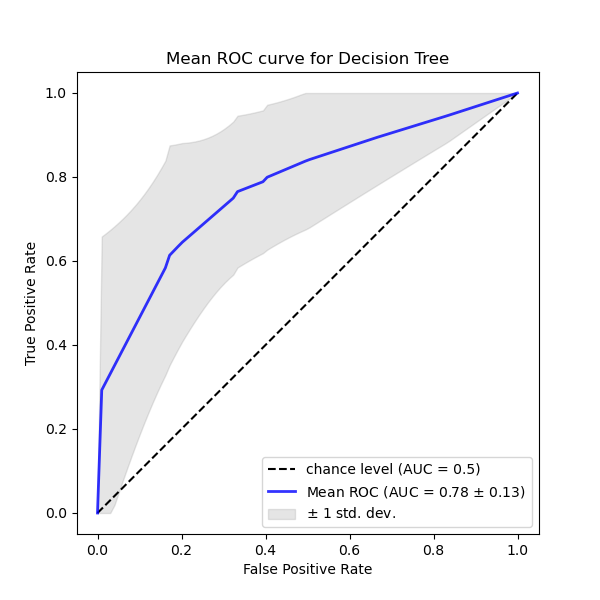 Mean ROC curve for Decision Tree
1.0
0.8
0.6
0.4
0.2
0.0
True Positive Rate
chance level (AUC = 0.5)
Mean ROC (AUC = 0.78 ± 0.13)
± 1 std. dev.
0.0 0.2 0.4 0.6 0.8 1.0
False Positive Rate